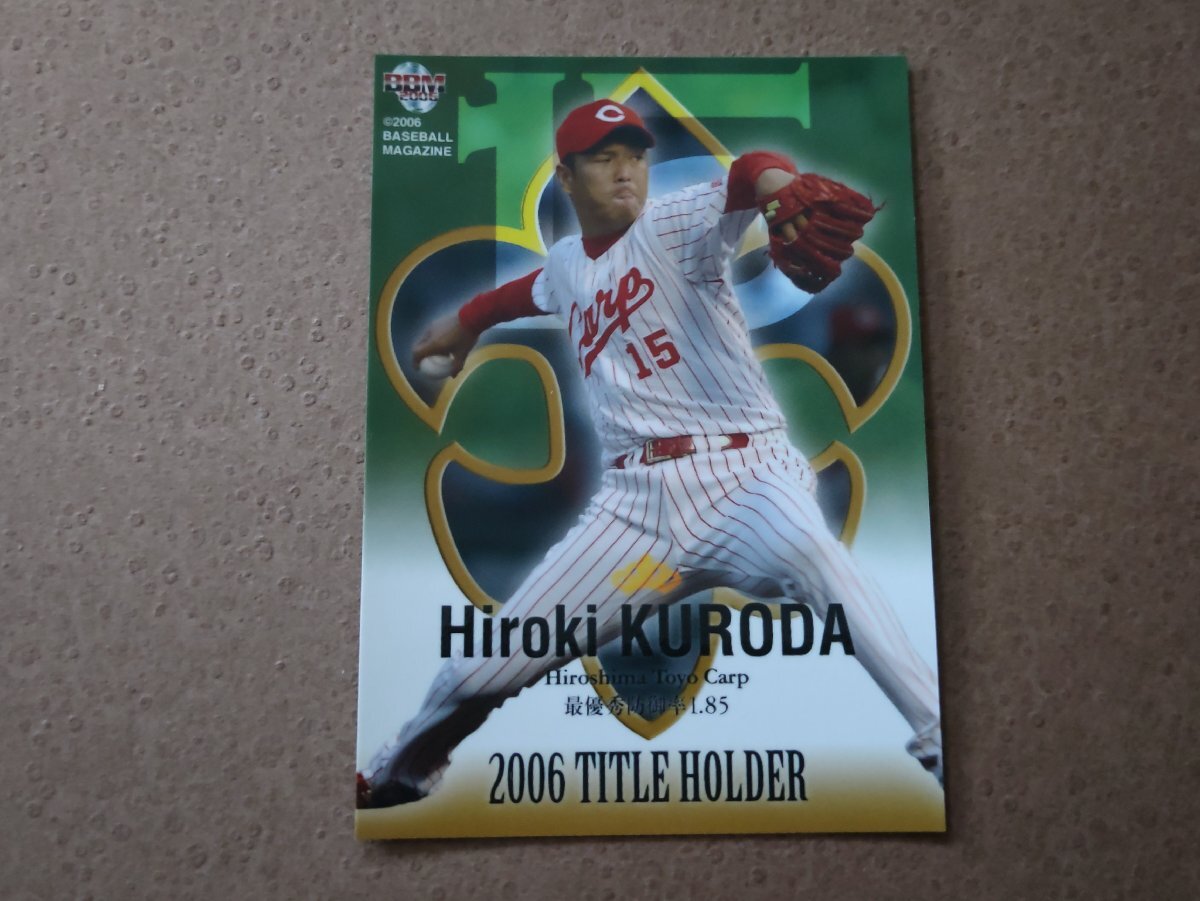 BBM
2006
©2006
BASEBALL
MAGAZINE
C
Carp
15
Hiroki KURODA
Hiroshima Toyo Carp
最優秀防御率1.85
2006 TITLE HOLDER